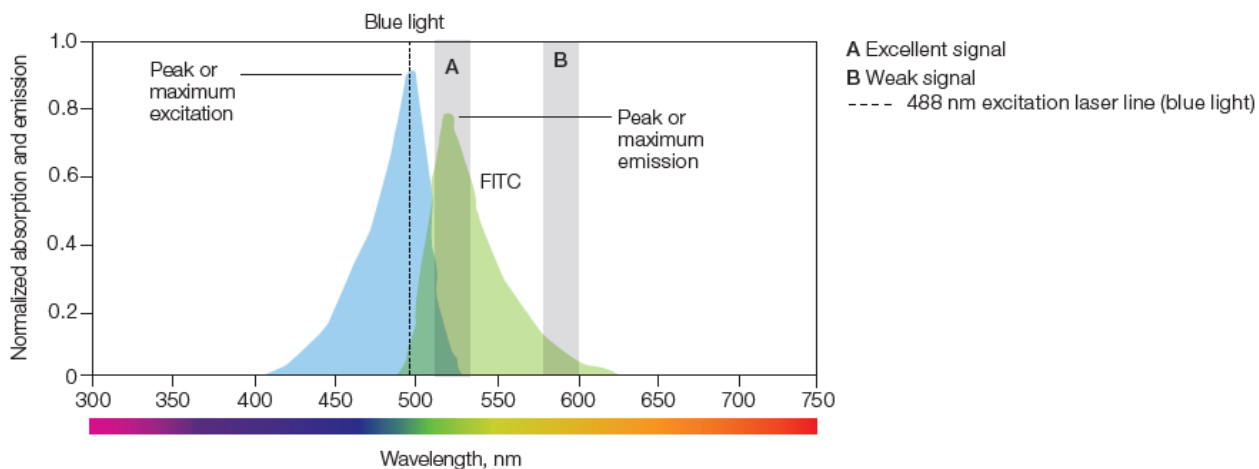 Blue light
1.0
0.8
0.6
0.4
0.2
0
Normalized absorption and emission
Peak or
maximum
excitation
A
B
Peak or
maximum
emission
FITC
300 350 400 450 500 550 600 650 700 750
Wavelength, nm
A Excellent signal
B Weak signal
---- 488 nm excitation laser line (blue light)